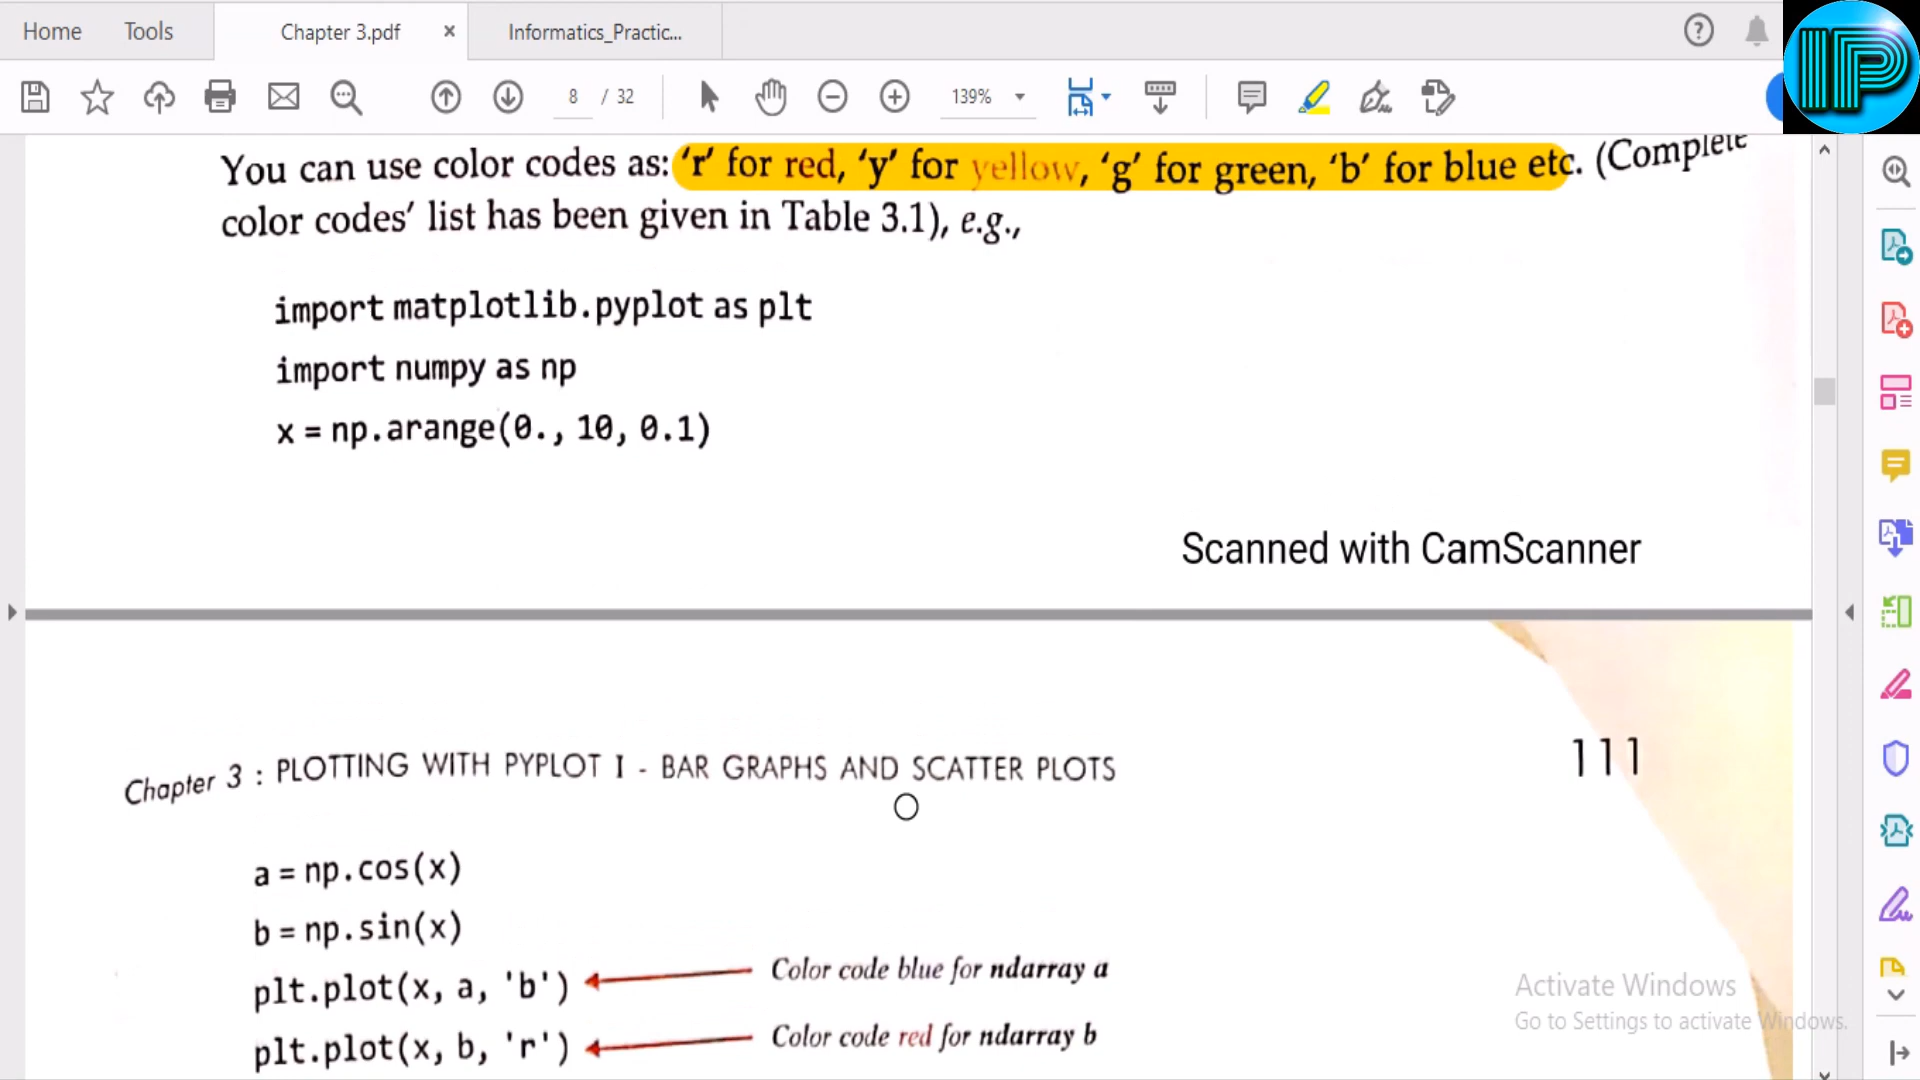 Home Tools Chapter 3.pdf × Informatics_Practic...
8 / 32 139%
IP
You can use color codes as: 'r' for red, 'y' for yellow, 'g' for green, 'b' for blue etc. (Complete
color codes' list has been given in Table 3.1), e.g.,
import matplotlib.pyplot as plt
import numpy as np
x = np.arange(0., 10, 0.1)
Scanned with CamScanner
Chapter 3 : PLOTTING WITH PYPLOT I - BAR GRAPHS AND SCATTER PLOTS 111
a = np.cos(x)
b = np.sin(x)
plt.plot(x, a, 'b') Color code blue for ndarray a
plt.plot(x, b, 'r') Color code red for ndarray b
Activate Windows
Go to Settings to activate Windows.